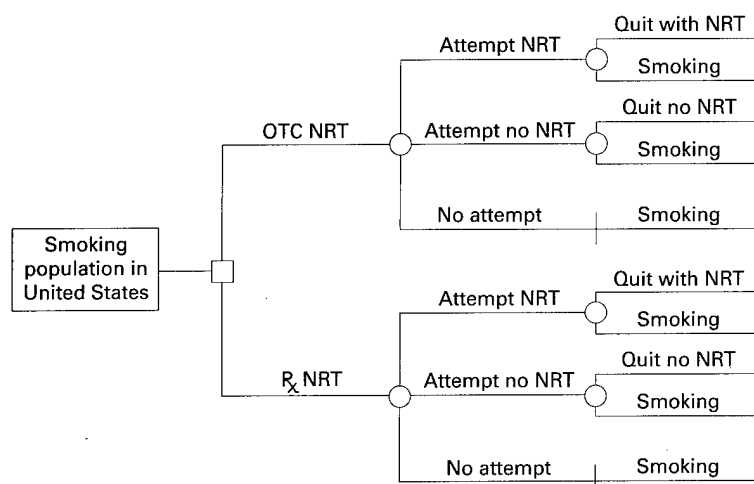 Quit with NRT
Attempt NRT
Smoking
Quit no NRT
OTC NRT
Attempt no NRT
Smoking
No attempt
Smoking
Smoking
population in
United States
Quit with NRT
Attempt NRT
Smoking
Quit no NRT
℞ NRT
Attempt no NRT
Smoking
No attempt
Smoking